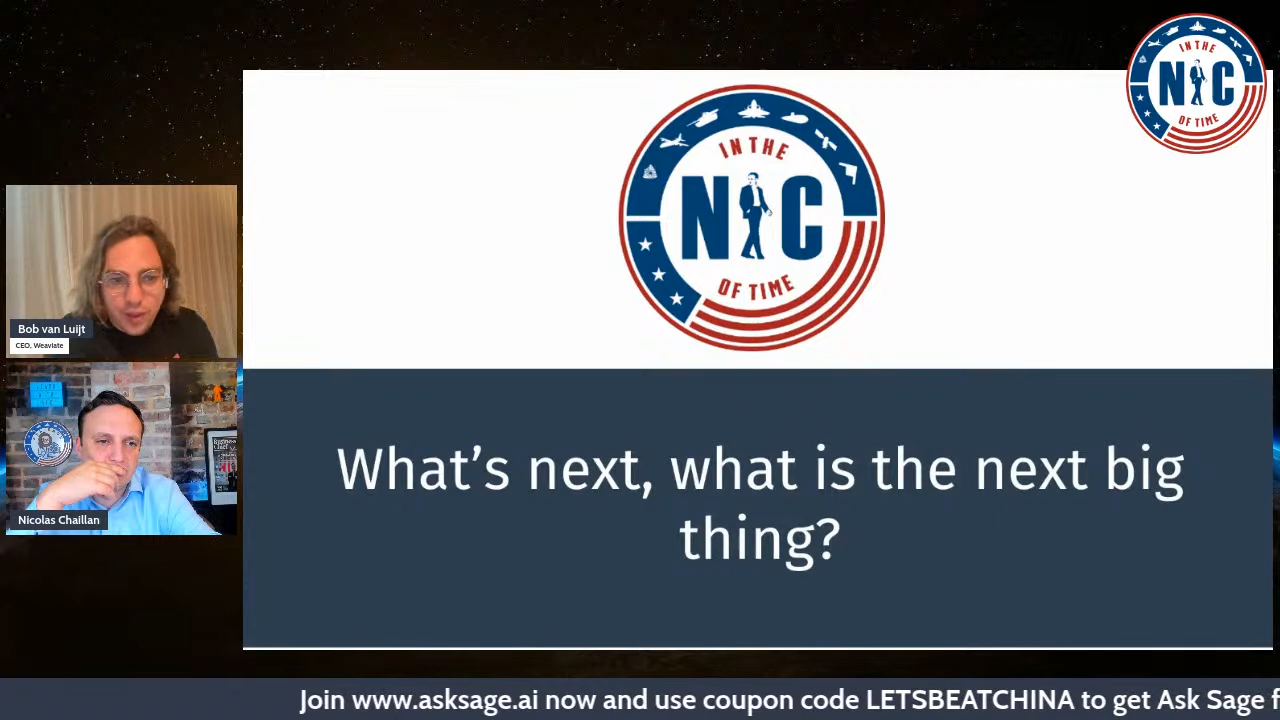 IN THE
NIC
OF TIME
IN THE
NIC
OF TIME
Bob van Luijt
CEO, Weaviate
Nicolas Chaillan
What's next, what is the next big
thing?
Join www.asksage.ai now and use coupon code LETSBEATCHINA to get Ask Sage f